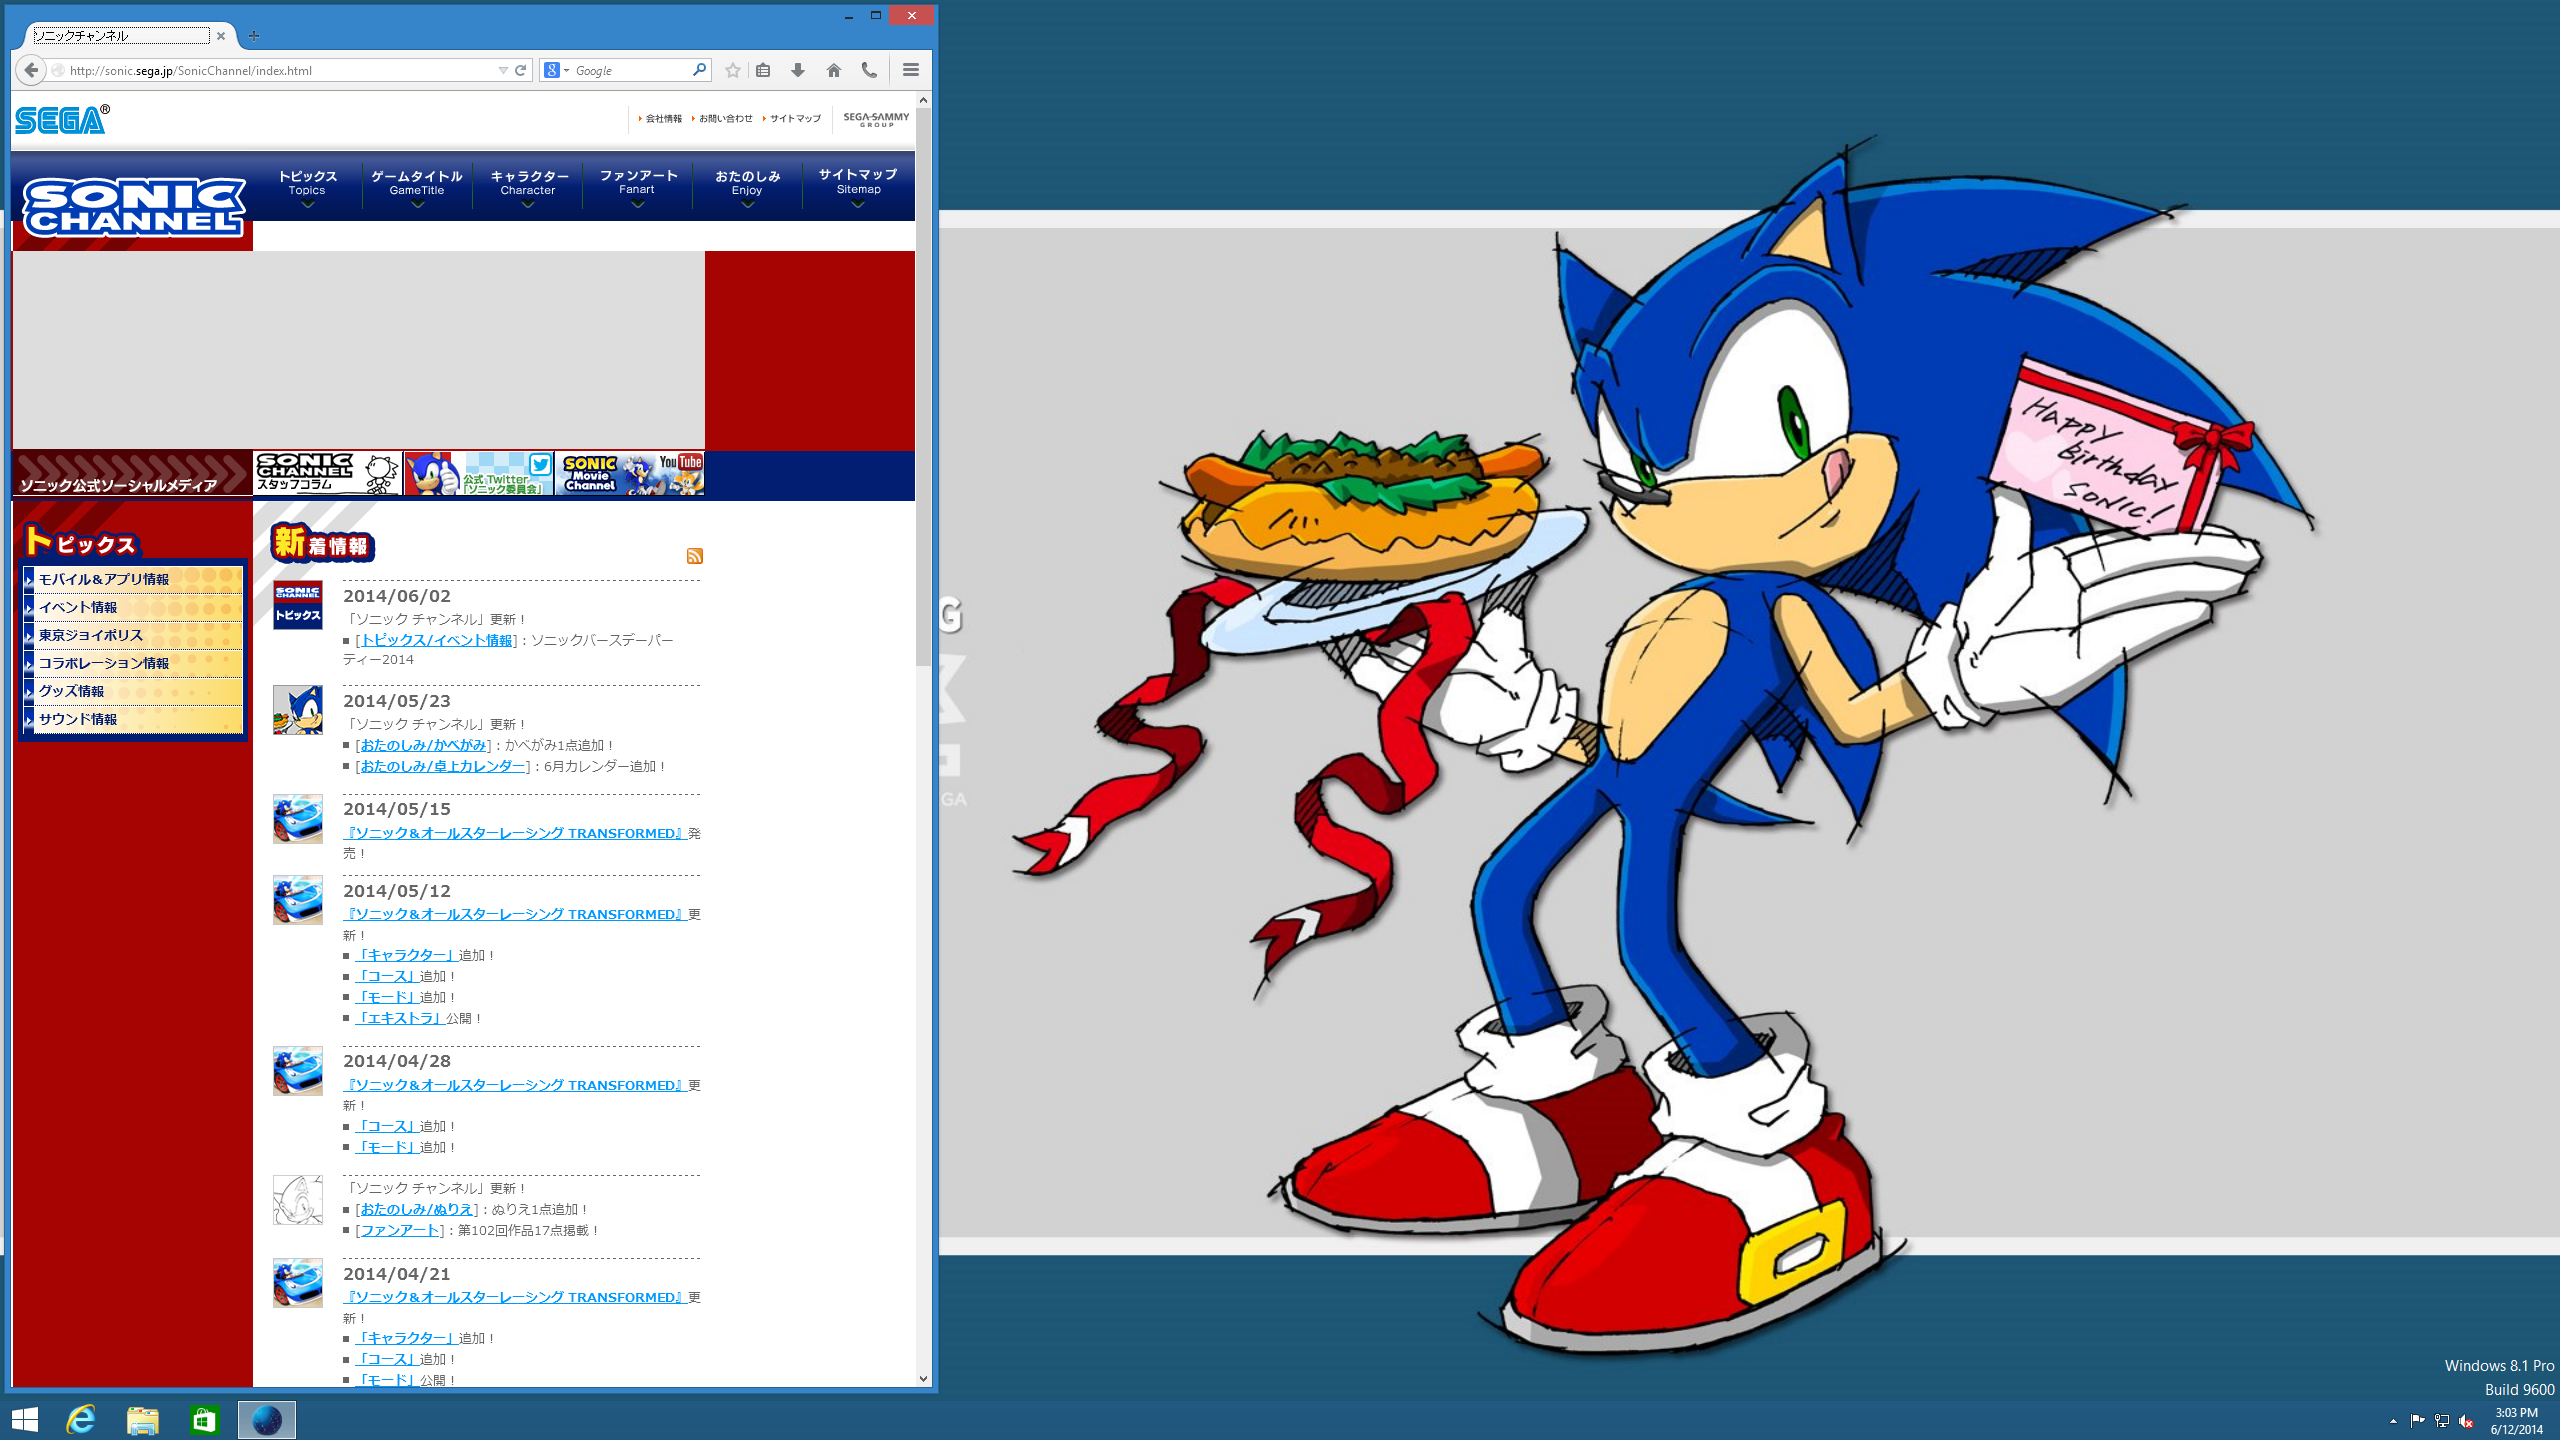 ソニックチャンネル
http://sonic.sega.jp/SonicChannel/index.html
Google
SEGA®
会社情報 お問い合わせ サイトマップ
SEGA SAMMY GROUP
SONIC CHANNEL
トピックス Topics
ゲームタイトル GameTitle
キャラクター Character
ファンアート Fanart
おたのしみ Enjoy
サイトマップ Sitemap
ソニック公式ソーシャルメディア
SONIC CHANNEL
スタッフコラム
公式 Twitter
「ソニック委員会」
SONIC Movie Channel
YouTube
トピックス
モバイル＆アプリ情報
イベント情報
東京ジョイポリス
コラボレーション情報
グッズ情報
サウンド情報
新着情報
SONIC CHANNEL
トピックス
2014/06/02
「ソニック チャンネル」更新！
[トピックス/イベント情報]：ソニックバースデーパー
ティー2014
2014/05/23
「ソニック チャンネル」更新！
[おたのしみ/かべがみ]：かべがみ1点追加！
[おたのしみ/卓上カレンダー]：6月カレンダー追加！
2014/05/15
『ソニック＆オールスターレーシング TRANSFORMED』発
売！
2014/05/12
『ソニック＆オールスターレーシング TRANSFORMED』更
新！
「キャラクター」追加！
「コース」追加！
「モード」追加！
「エキストラ」公開！
2014/04/28
『ソニック＆オールスターレーシング TRANSFORMED』更
新！
「コース」追加！
「モード」追加！
「ソニック チャンネル」更新！
[おたのしみ/ぬりえ]：ぬりえ1点追加！
[ファンアート]：第102回作品17点掲載！
2014/04/21
『ソニック＆オールスターレーシング TRANSFORMED』更
新！
「キャラクター」追加！
「コース」追加！
「モード」公開！
Happy
Birthday
SONIC!
G
GA
Windows 8.1 Pro
Build 9600
3:03 PM
6/12/2014